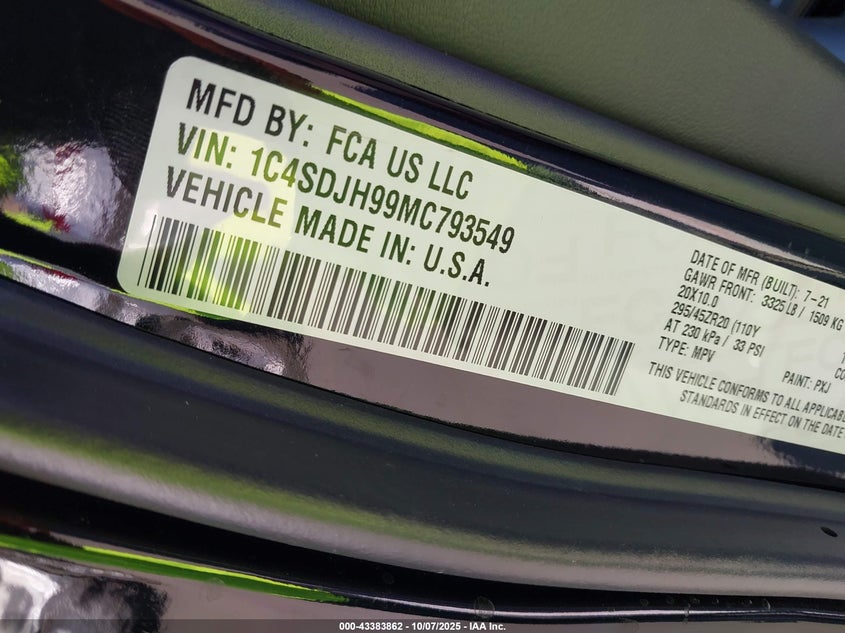 MFD BY: FCA US LLC
VIN: 1C4SDJH99MC793549
VEHICLE MADE IN: U.S.A.
DATE OF MFR (BUILT): 7-21
GAWR FRONT: 3325 LB / 1509 KG
20X10.0
295/45ZR20 (110Y
AT 230 kPa / 33 PSI
TYPE: MPV
PAINT: PXJ
THIS VEHICLE CONFORMS TO ALL APPLICABLE
STANDARDS IN EFFECT ON THE DATE
000-43383862 - 10/07/2025 - IAA Inc.